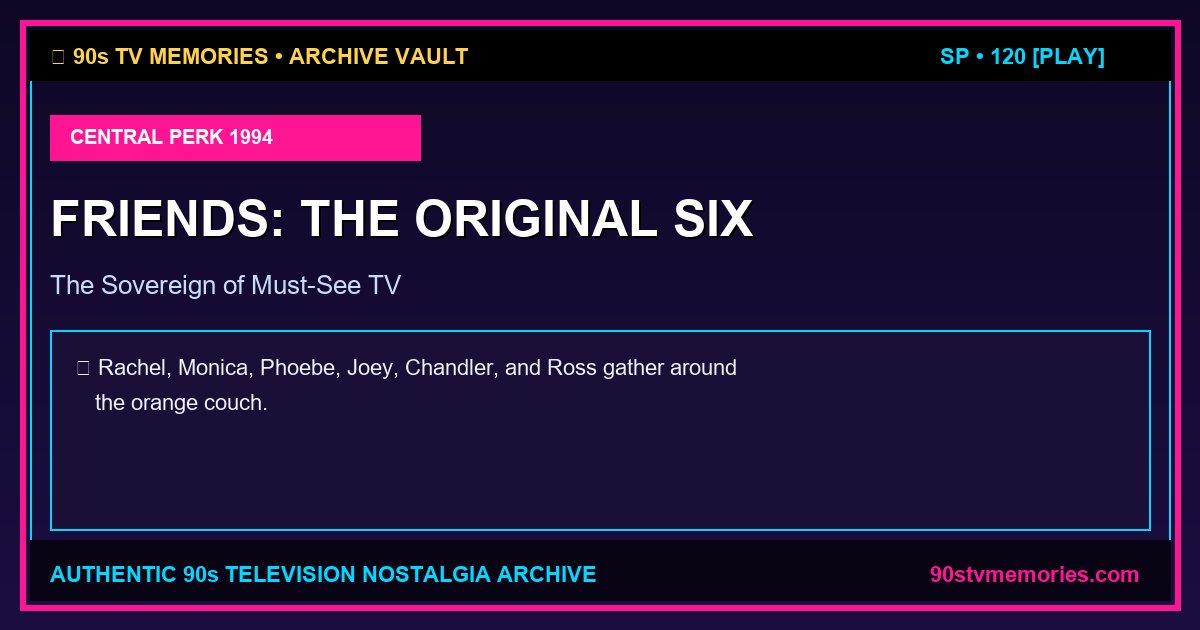 90s TV MEMORIES • ARCHIVE VAULT
SP • 120 [PLAY]
CENTRAL PERK 1994
FRIENDS: THE ORIGINAL SIX
The Sovereign of Must-See TV
Rachel, Monica, Phoebe, Joey, Chandler, and Ross gather around
the orange couch.
AUTHENTIC 90s TELEVISION NOSTALGIA ARCHIVE
90stvmemories.com